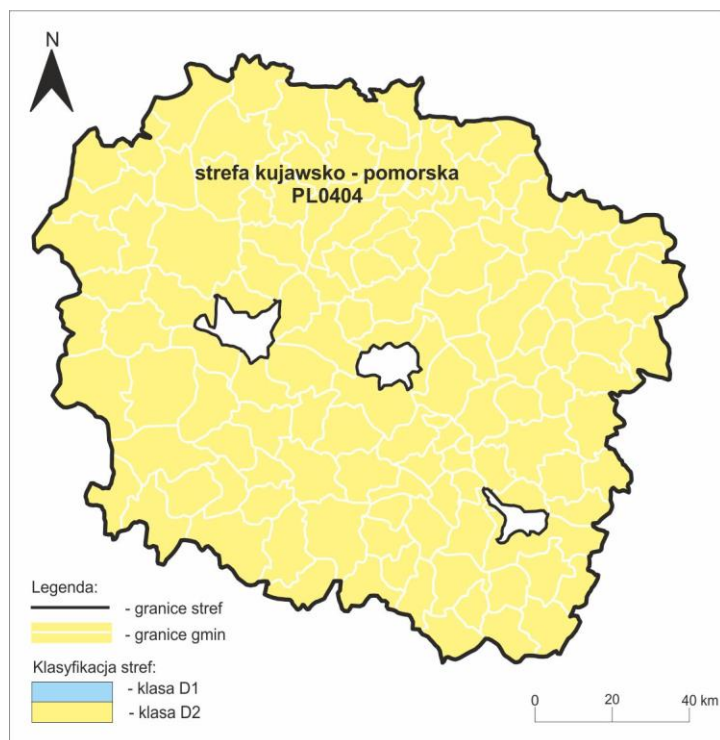 N
strefa kujawsko - pomorska
PL0404
Legenda:
- granice stref
- granice gmin
Klasyfikacja stref:
- klasa D1
- klasa D2
0 20 40 km